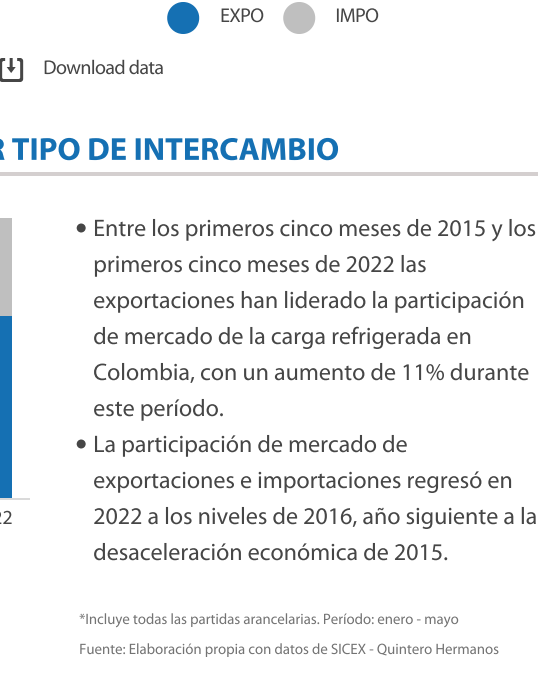 EXPO IMPO
Download data
R TIPO DE INTERCAMBIO
• Entre los primeros cinco meses de 2015 y los
primeros cinco meses de 2022 las
exportaciones han liderado la participación
de mercado de la carga refrigerada en
Colombia, con un aumento de 11% durante
este período.
• La participación de mercado de
exportaciones e importaciones regresó en
22
2022 a los niveles de 2016, año siguiente a la
desaceleración económica de 2015.
*Incluye todas las partidas arancelarias. Período: enero - mayo
Fuente: Elaboración propia con datos de SICEX - Quintero Hermanos